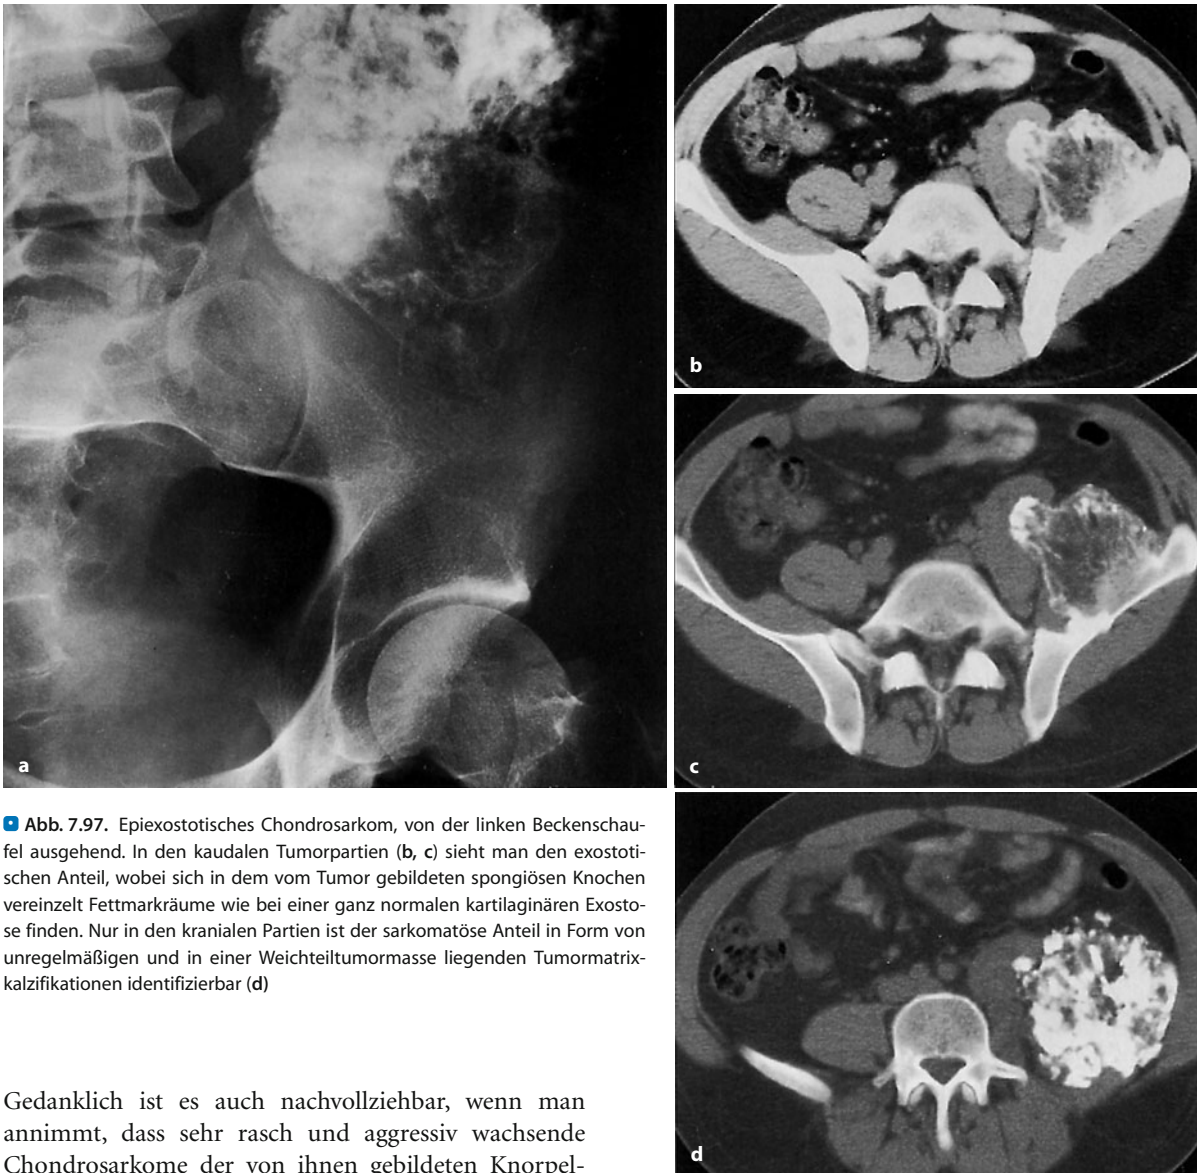 a
b
c
d
Abb. 7.97. Epiexostotisches Chondrosarkom, von der linken Beckenschau-
fel ausgehend. In den kaudalen Tumorpartien (b, c) sieht man den exostoti-
schen Anteil, wobei sich in dem vom Tumor gebildeten spongiösen Knochen
vereinzelt Fettmarkräume wie bei einer ganz normalen kartilaginären Exosto-
se finden. Nur in den kranialen Partien ist der sarkomatöse Anteil in Form von
unregelmäßigen und in einer Weichteiltumormasse liegenden Tumormatrix-
kalzifikationen identifizierbar (d)
Gedanklich ist es auch nachvollziehbar, wenn man
annimmt, dass sehr rasch und aggressiv wachsende
Chondrosarkome der von ihnen gebildeten Knorpel-